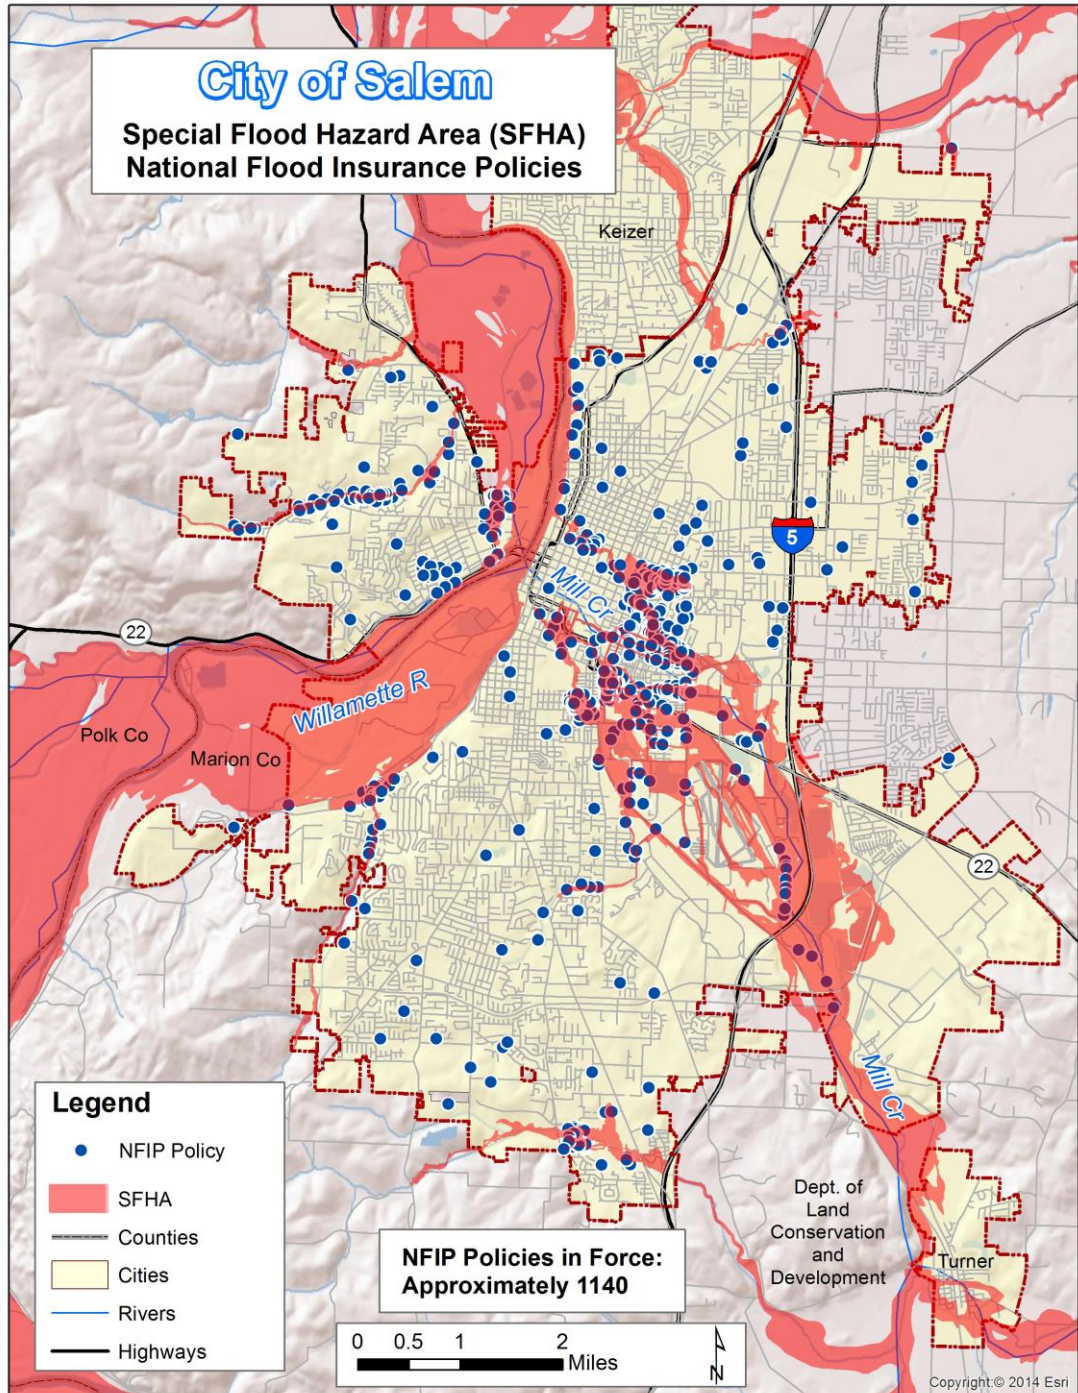 City of Salem
Special Flood Hazard Area (SFHA)
National Flood Insurance Policies
Keizer
5
Mill Cr
22
Willamette R
Polk Co
Marion Co
22
Mill Cr
Legend
NFIP Policy
SFHA
Counties
Cities
Rivers
Highways
NFIP Policies in Force:
Approximately 1140
Dept. of
Land
Conservation
and
Development
Turner
0 0.5 1 2
Miles
N
Copyright:© 2014 Esri